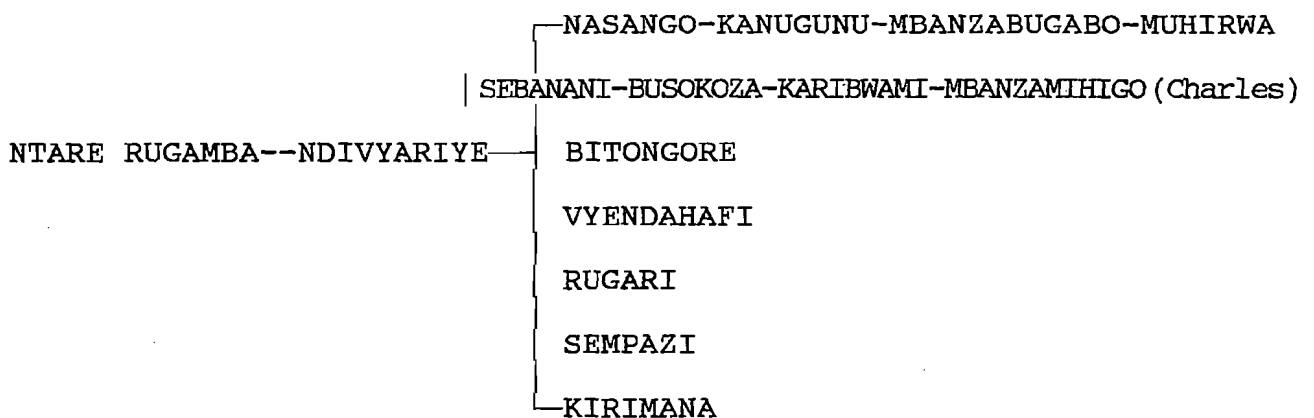 NASANGO-KANUGUNU-MBANZABUGABO-MUHIRWA
SEBANANI-BUSOKOZA-KARIBWAMI-MBANZAMIHIGO (Charles)
NTARE RUGAMBA--NDIVYARIYE BITONGORE
VYENDAHAFI
RUGARI
SEMPAZI
KIRIMANA